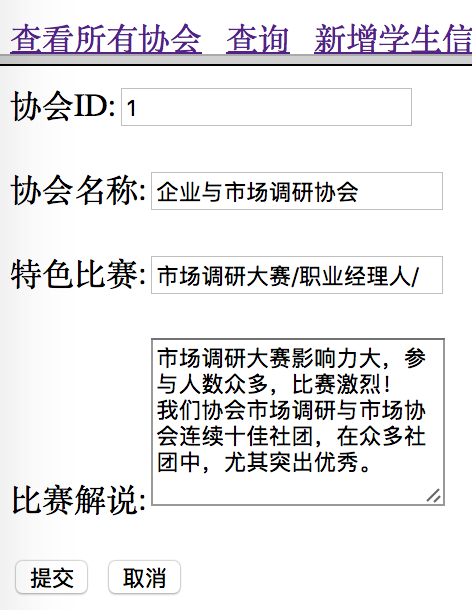 查看所有协会 查询 新增学生信
协会ID: 1
协会名称: 企业与市场调研协会
特色比赛: 市场调研大赛/职业经理人/
市场调研大赛影响力大，参
与人数众多，比赛激烈！
我们协会市场调研与市场协
会连续十佳社团，在众多社
团中，尤其突出优秀。
比赛解说:
提交 取消